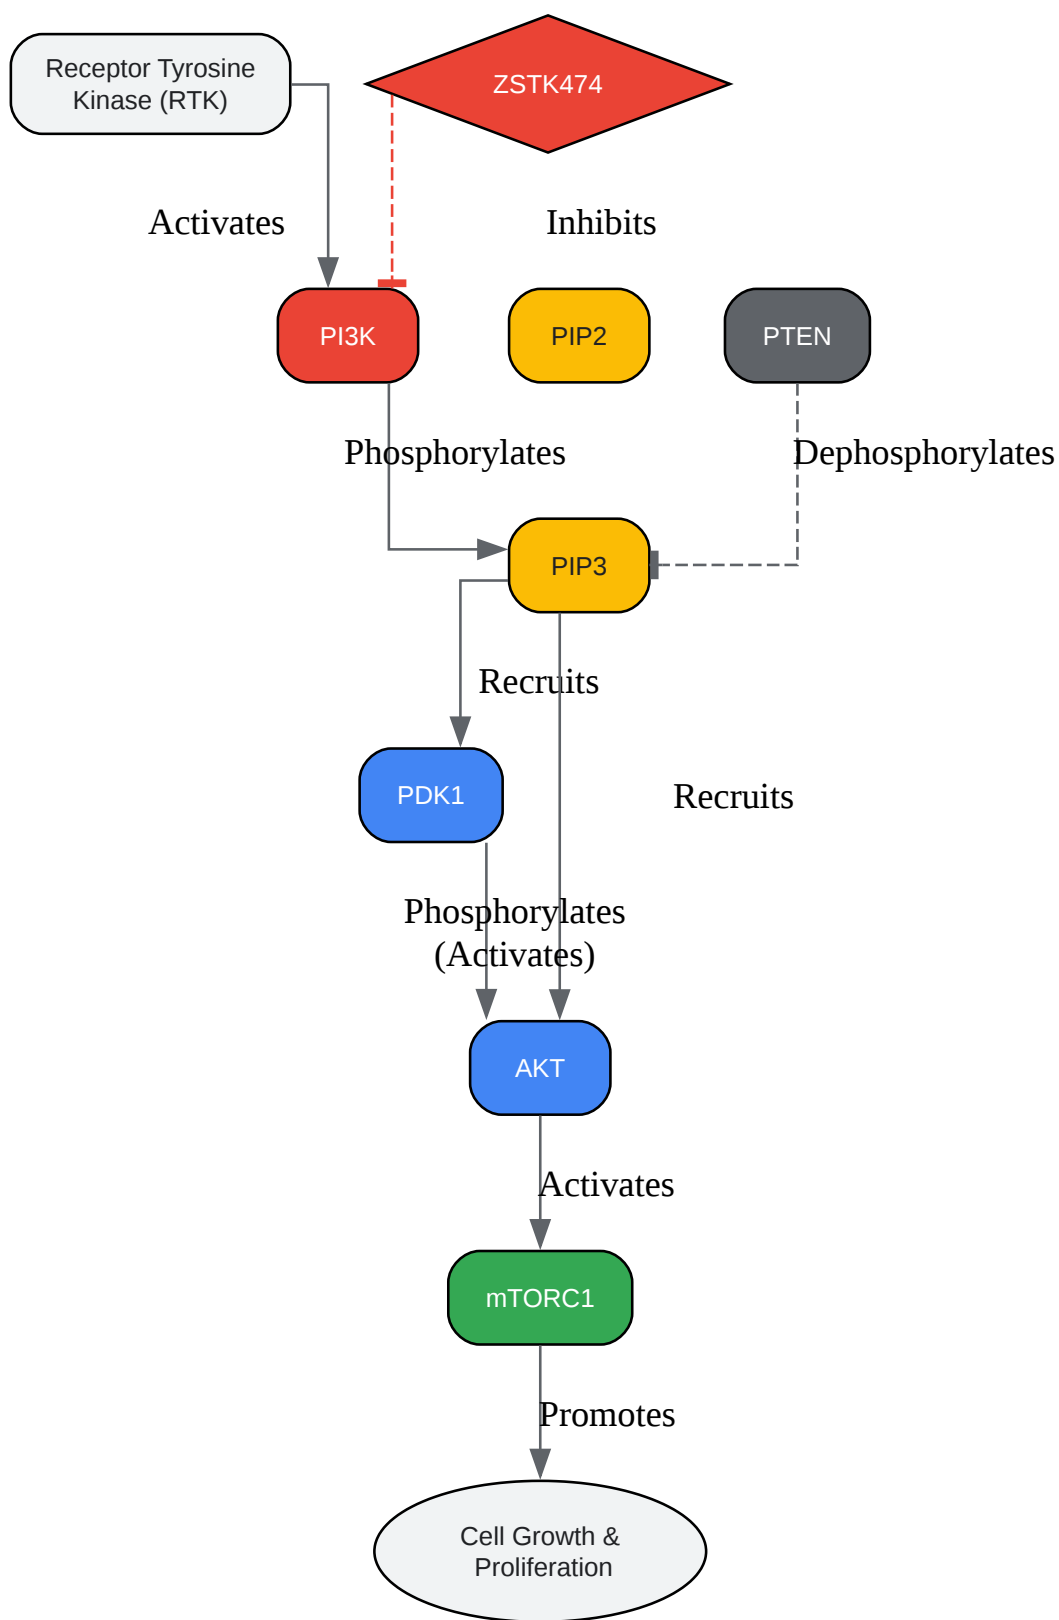 Receptor Tyrosine
Kinase (RTK)
ZSTK474
Activates
Inhibits
PI3K
PIP2
PTEN
Phosphorylates
Dephosphorylates
PIP3
Recruits
PDK1
Recruits
Phosphorylates
(Activates)
AKT
Activates
mTORC1
Promotes
Cell Growth &
Proliferation